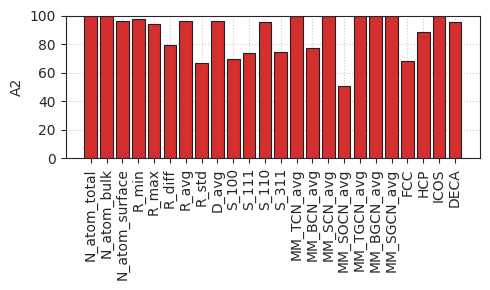 100
80
60
40
20
0
A2
N_atom_total
N_atom_bulk
N_atom_surface
R_min
R_max
R_diff
R_avg
R_std
D_avg
S_100
S_111
S_110
S_311
MM_TCN_avg
MM_BCN_avg
MM_SCN_avg
MM_SOCN_avg
MM_TGCN_avg
MM_BGCN_avg
MM_SGCN_avg
FCC
HCP
ICOS
DECA